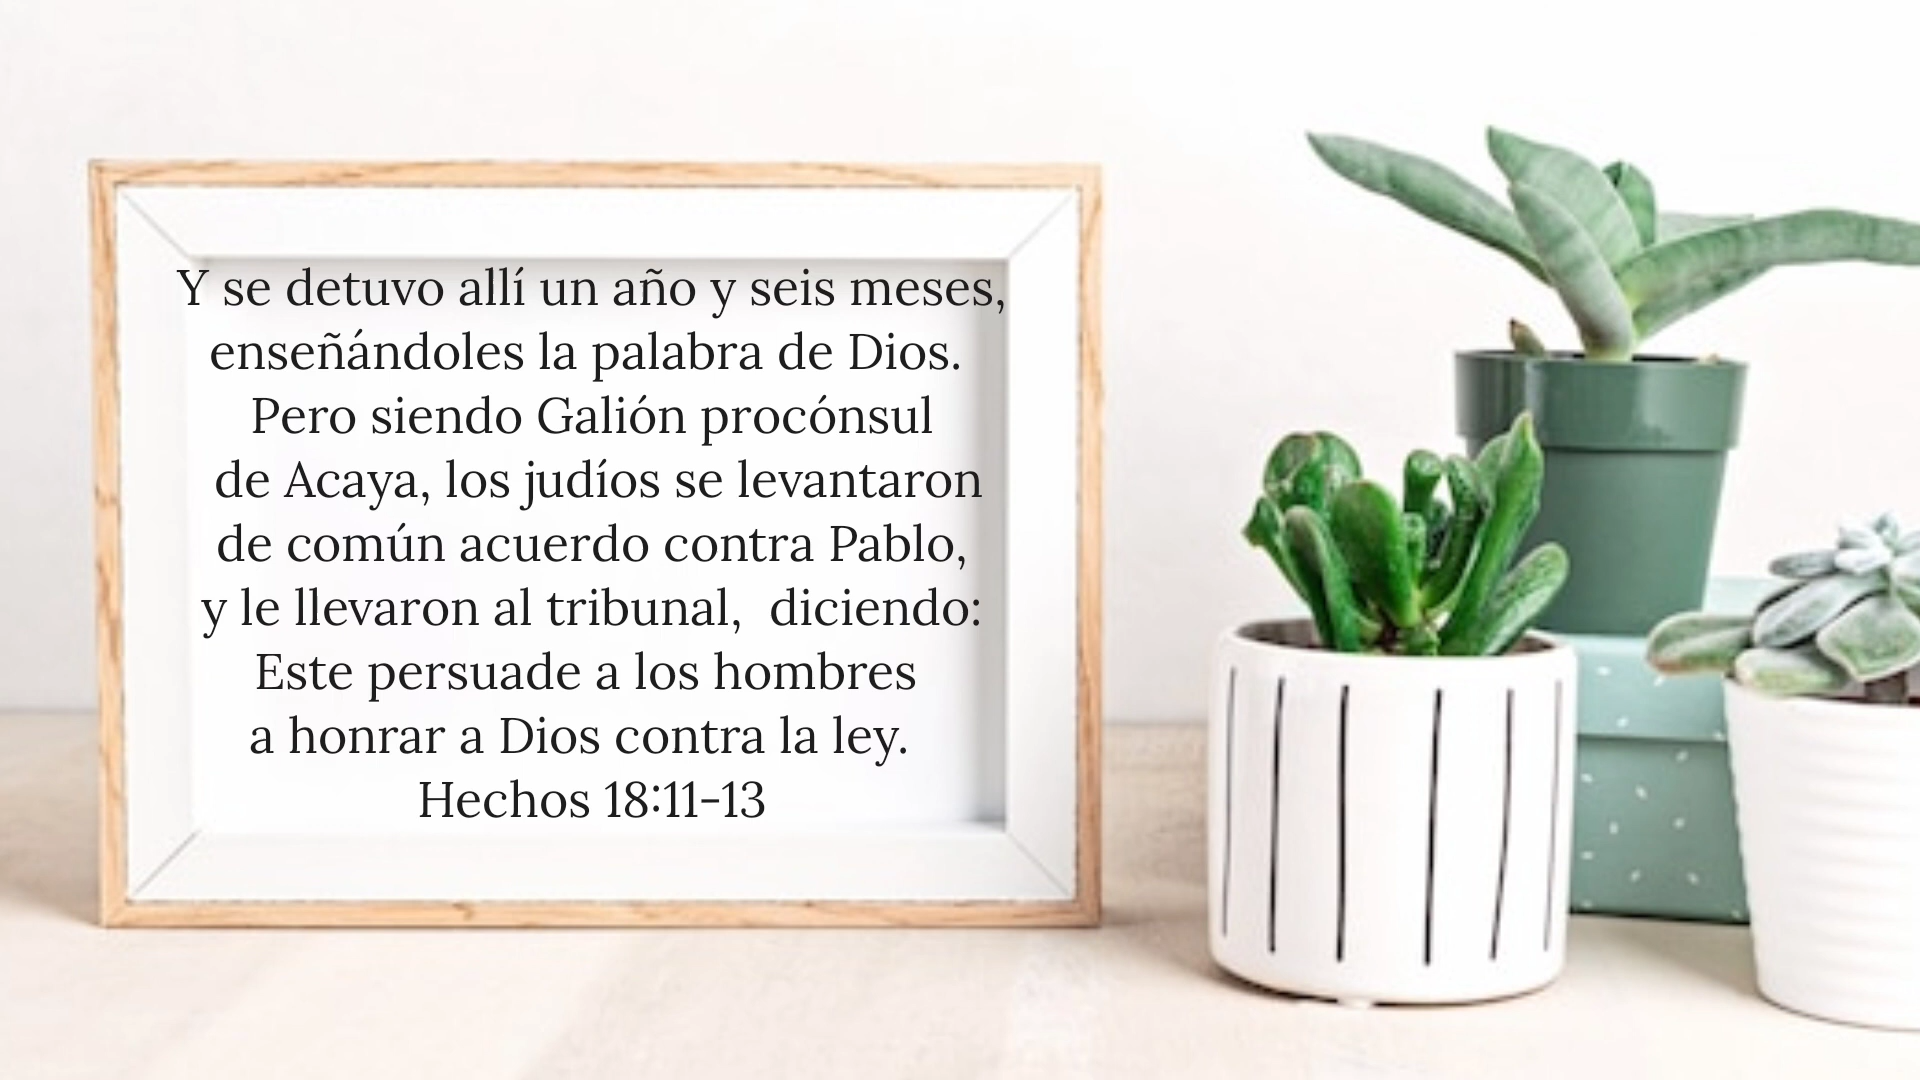 Y se detuvo allí un año y seis meses,
enseñándoles la palabra de Dios.
Pero siendo Galión procónsul
de Acaya, los judíos se levantaron
de común acuerdo contra Pablo,
y le llevaron al tribunal,  diciendo:
Este persuade a los hombres
a honrar a Dios contra la ley.
Hechos 18:11-13